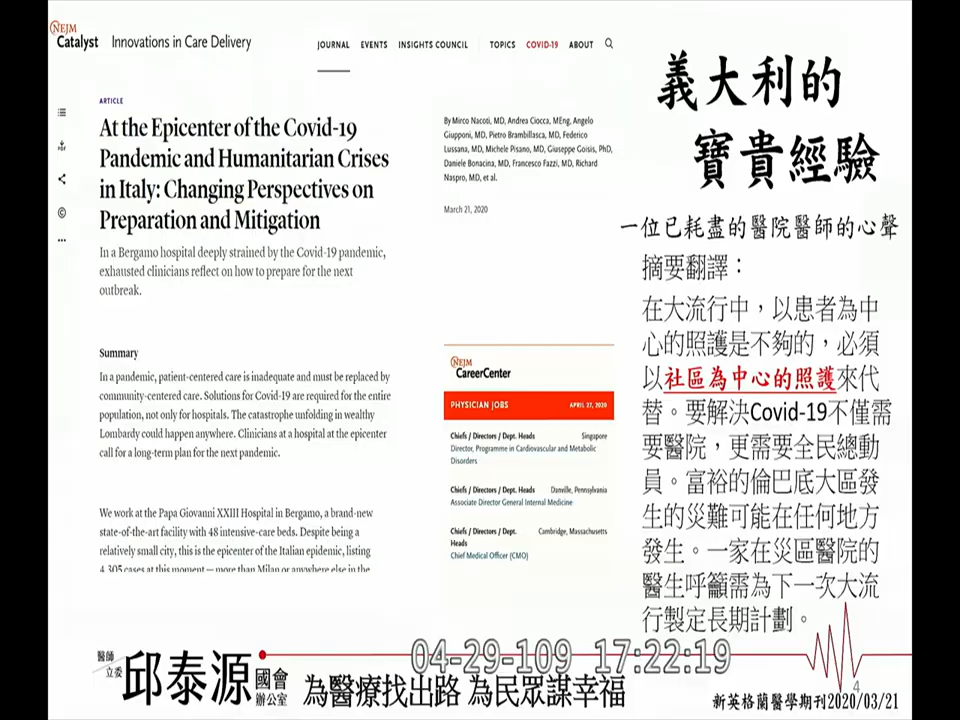 NEJM
Catalyst Innovations in Care Delivery
JOURNAL EVENTS INSIGHTS COUNCIL TOPICS COVID-19 ABOUT
ARTICLE
At the Epicenter of the Covid-19
Pandemic and Humanitarian Crises
in Italy: Changing Perspectives on
Preparation and Mitigation
In a Bergamo hospital deeply strained by the Covid-19 pandemic,
exhausted clinicians reflect on how to prepare for the next
outbreak.
By Mirco Nacoti, MD, Andrea Ciocca, MEng, Angelo
Giupponi, MD, Pietro Brambillasca, MD, Federico
Lussana, MD, Michele Pisano, MD, Giuseppe Goisis, PhD,
Daniele Bonacina, MD, Francesco Fazzi, MD, Richard
Naspro, MD, et al.
March 21, 2020
Summary
In a pandemic, patient-centered care is inadequate and must be replaced by
community-centered care. Solutions for Covid-19 are required for the entire
population, not only for hospitals. The catastrophe unfolding in wealthy
Lombardy could happen anywhere. Clinicians at a hospital at the epicenter
call for a long-term plan for the next pandemic.
We work at the Papa Giovanni XXIII Hospital in Bergamo, a brand-new
state-of-the-art facility with 48 intensive-care beds. Despite being a
relatively small city, this is the epicenter of the Italian epidemic, listing
4,305 cases at this moment — more than Milan or anywhere else in the
NEJM
CareerCenter
PHYSICIAN JOBS APRIL 27, 2020
Chiefs / Directors / Dept. Heads Singapore
Director, Programme in Cardiovascular and Metabolic
Disorders
Chiefs / Directors / Dept. Heads Danville, Pennsylvania
Associate Director General Internal Medicine
Chiefs / Directors / Dept. Cambridge, Massachusetts
Heads
Chief Medical Officer (CMO)
義大利的
寶貴經驗
一位已耗盡的醫院醫師的心聲
摘要翻譯：
在大流行中，以患者為中
心的照護是不夠的，必須
以社區為中心的照護來代
替。要解決Covid-19不僅需
要醫院，更需要全民總動
員。富裕的倫巴底大區發
生的災難可能在任何地方
發生。一家在災區醫院的
醫生呼籲需為下一次大流
行製定長期計劃。
醫師
立委
邱泰源
國會
辦公室
為醫療找出路 為民眾謀幸福
04-29-109 17:22:19
4
新英格蘭醫學期刊2020/03/21